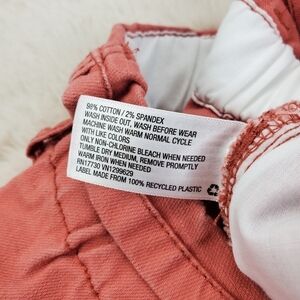 98% COTTON / 2% SPANDEX
WASH INSIDE OUT, WASH BEFORE WEAR
MACHINE WASH WARM NORMAL CYCLE
WITH LIKE COLORS
ONLY NON-CHLORINE BLEACH WHEN NEEDED
TUMBLE DRY MEDIUM, REMOVE PROMPTLY
WARM IRON WHEN NEEDED
RN17730 VN1299629
LABEL MADE FROM 100% RECYCLED PLASTIC